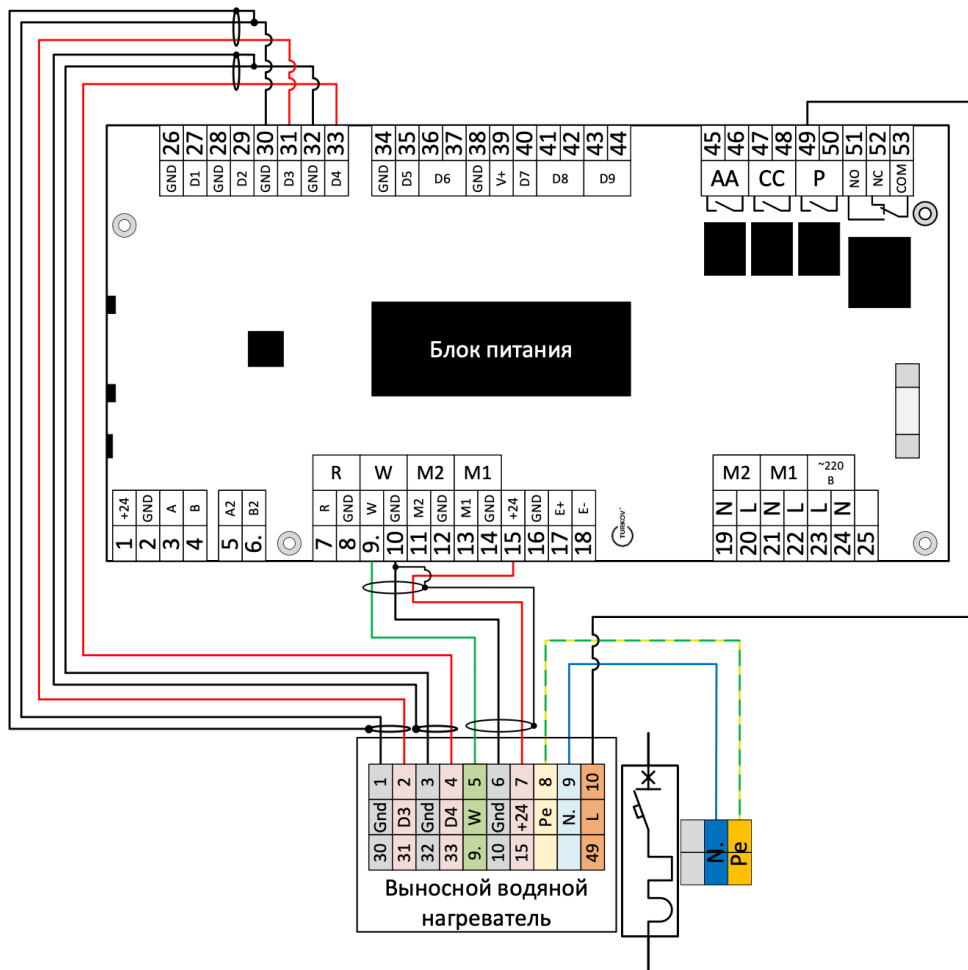 26 27 28 29 30 31 32 33
GND D1 GND D2 GND D3 GND D4
34 35 36 37 38 39 40 41 42 43 44
GND D5 D6 GND V+ D7 D8 D9
45 46 47 48 49 50 51 52 53
AA CC P NO NC COM
Блок питания
R W M2 M1
+24 GND A B
A2 B2
R GND W GND M2 GND M1 GND +24 GND E+ E-
1 2 3 4
5 6.
7 8 9. 10 11 12 13 14 15 16 17 18
TURKOV
M2 M1 ~220
В
N L N L L N
19 20 21 22 23 24 25
1 2 3 4 5 6 7 8 9 10
Gnd D3 Gnd D4 W Gnd +24 Pe N. L
30 31 32 33 9. 10 15 49
Выносной водяной
нагреватель
N. Pe